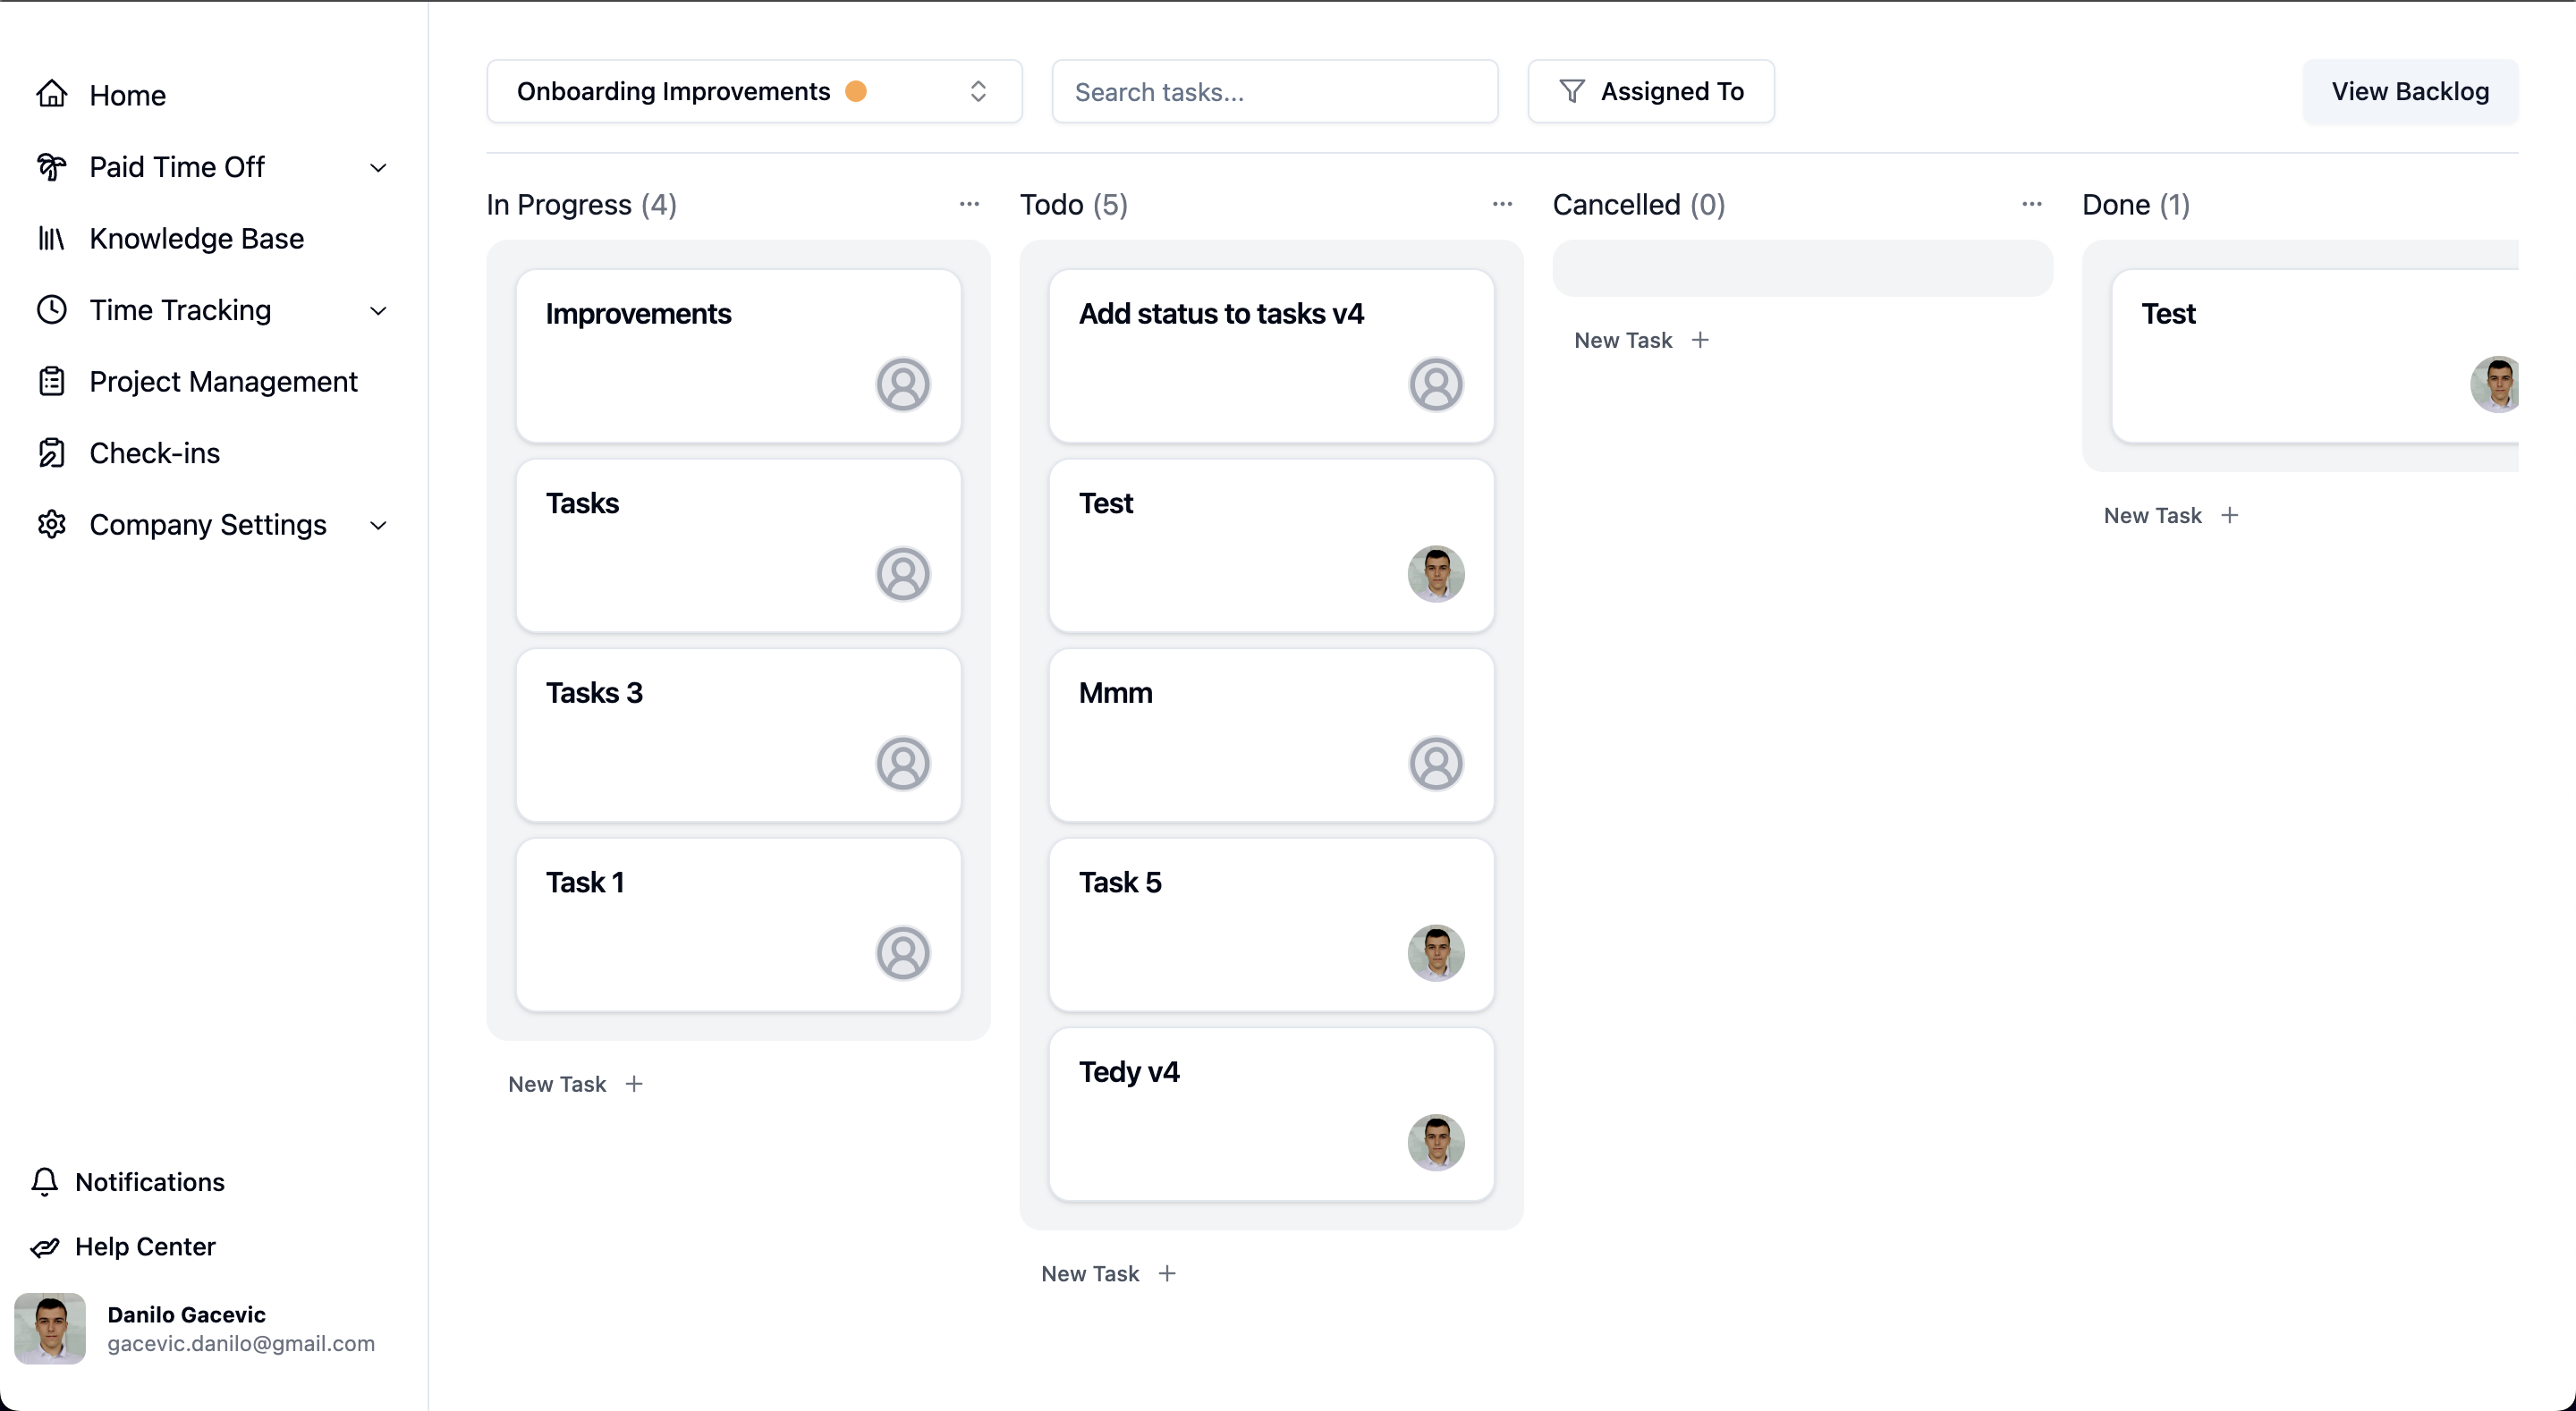 Home
Paid Time Off
Knowledge Base
Time Tracking
Project Management
Check-ins
Company Settings
Notifications
Help Center
Danilo Gacevic
gacevic.danilo@gmail.com
Onboarding Improvements
Search tasks...
Assigned To
View Backlog
In Progress (4)
Improvements
Tasks
Tasks 3
Task 1
New Task +
Todo (5)
Add status to tasks v4
Test
Mmm
Task 5
Tedy v4
New Task +
Cancelled (0)
New Task +
Done (1)
Test
New Task +